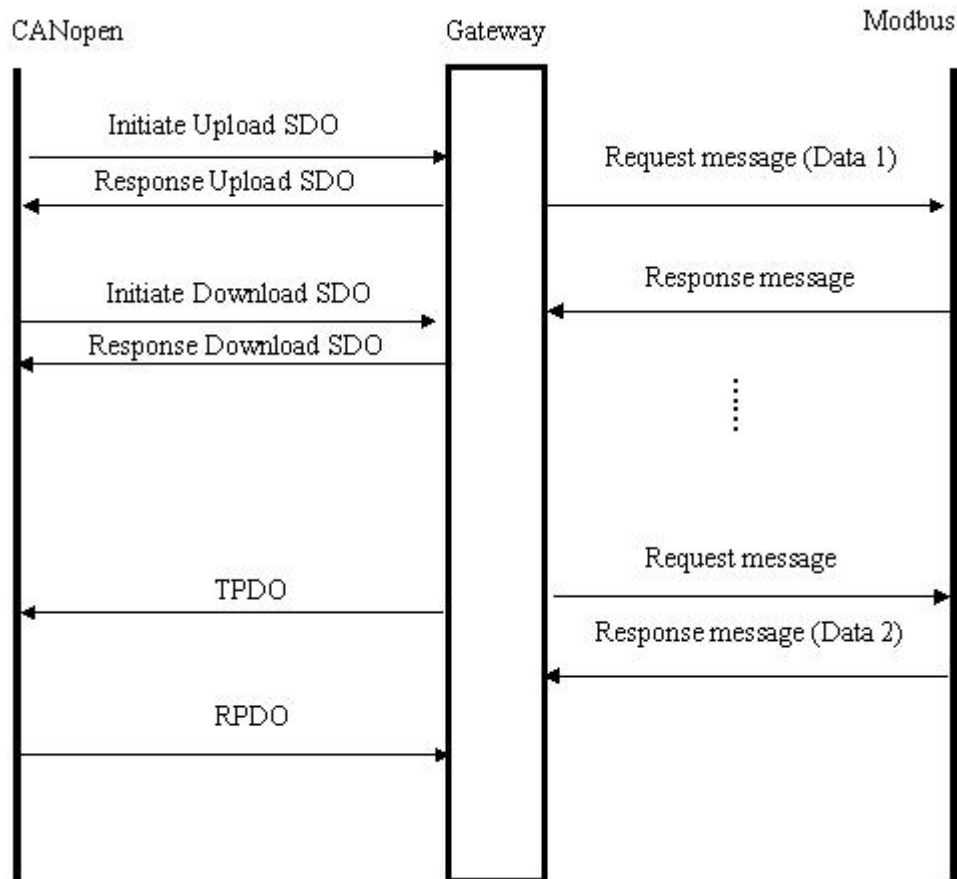 CANopen
Gateway
Modbus
Initiate Upload SDO
Request message (Data 1)
Response Upload SDO
Response message
Initiate Download SDO
Response Download SDO
Request message
TPDO
Response message (Data 2)
RPDO